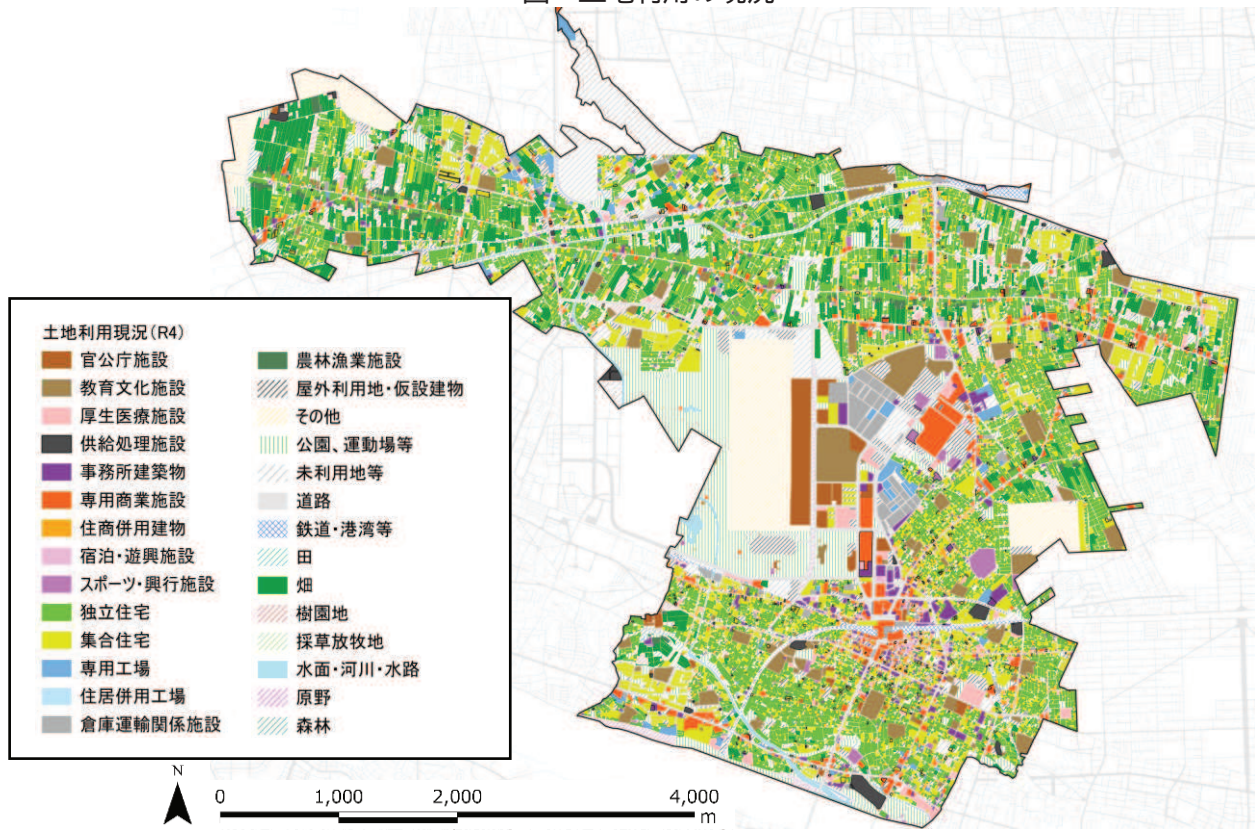 土地利用現況(R4)
官公庁施設
教育文化施設
厚生医療施設
供給処理施設
事務所建築物
専用商業施設
住商併用建物
宿泊・遊興施設
スポーツ・興行施設
独立住宅
集合住宅
専用工場
住居併用工場
倉庫運輸関係施設
農林漁業施設
屋外利用地・仮設建物
その他
公園、運動場等
未利用地等
道路
鉄道・港湾等
田
畑
樹園地
採草放牧地
水面・河川・水路
原野
森林
N
0 1,000 2,000 4,000
m